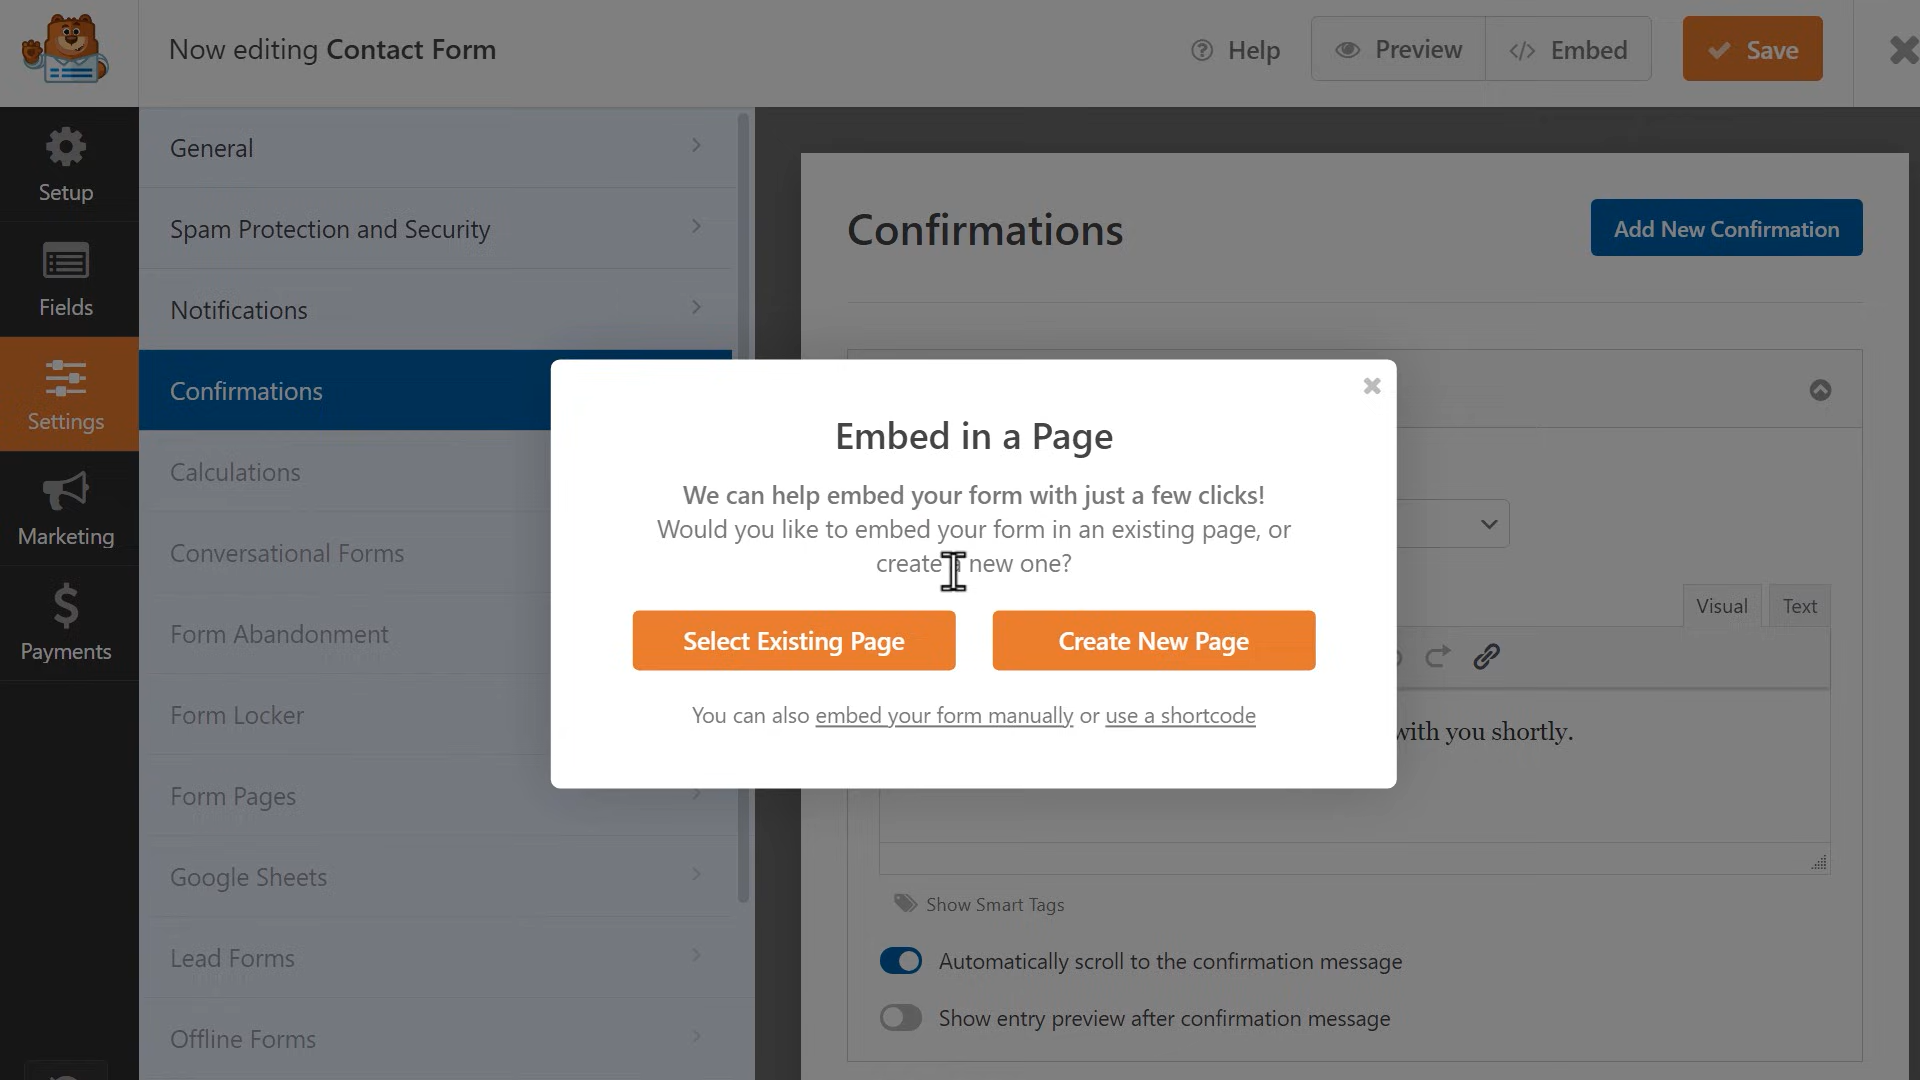 Now editing Contact Form
Help
Preview
Embed
Save
Setup
Fields
Settings
Marketing
Payments
General
Spam Protection and Security
Notifications
Confirmations
Calculations
Conversational Forms
Form Abandonment
Form Locker
Form Pages
Google Sheets
Lead Forms
Offline Forms
Confirmations
Add New Confirmation
Embed in a Page
We can help embed your form with just a few clicks!
Would you like to embed your form in an existing page, or
create a new one?
Select Existing Page
Create New Page
You can also embed your form manually or use a shortcode
Visual
Text
with you shortly.
Show Smart Tags
Automatically scroll to the confirmation message
Show entry preview after confirmation message